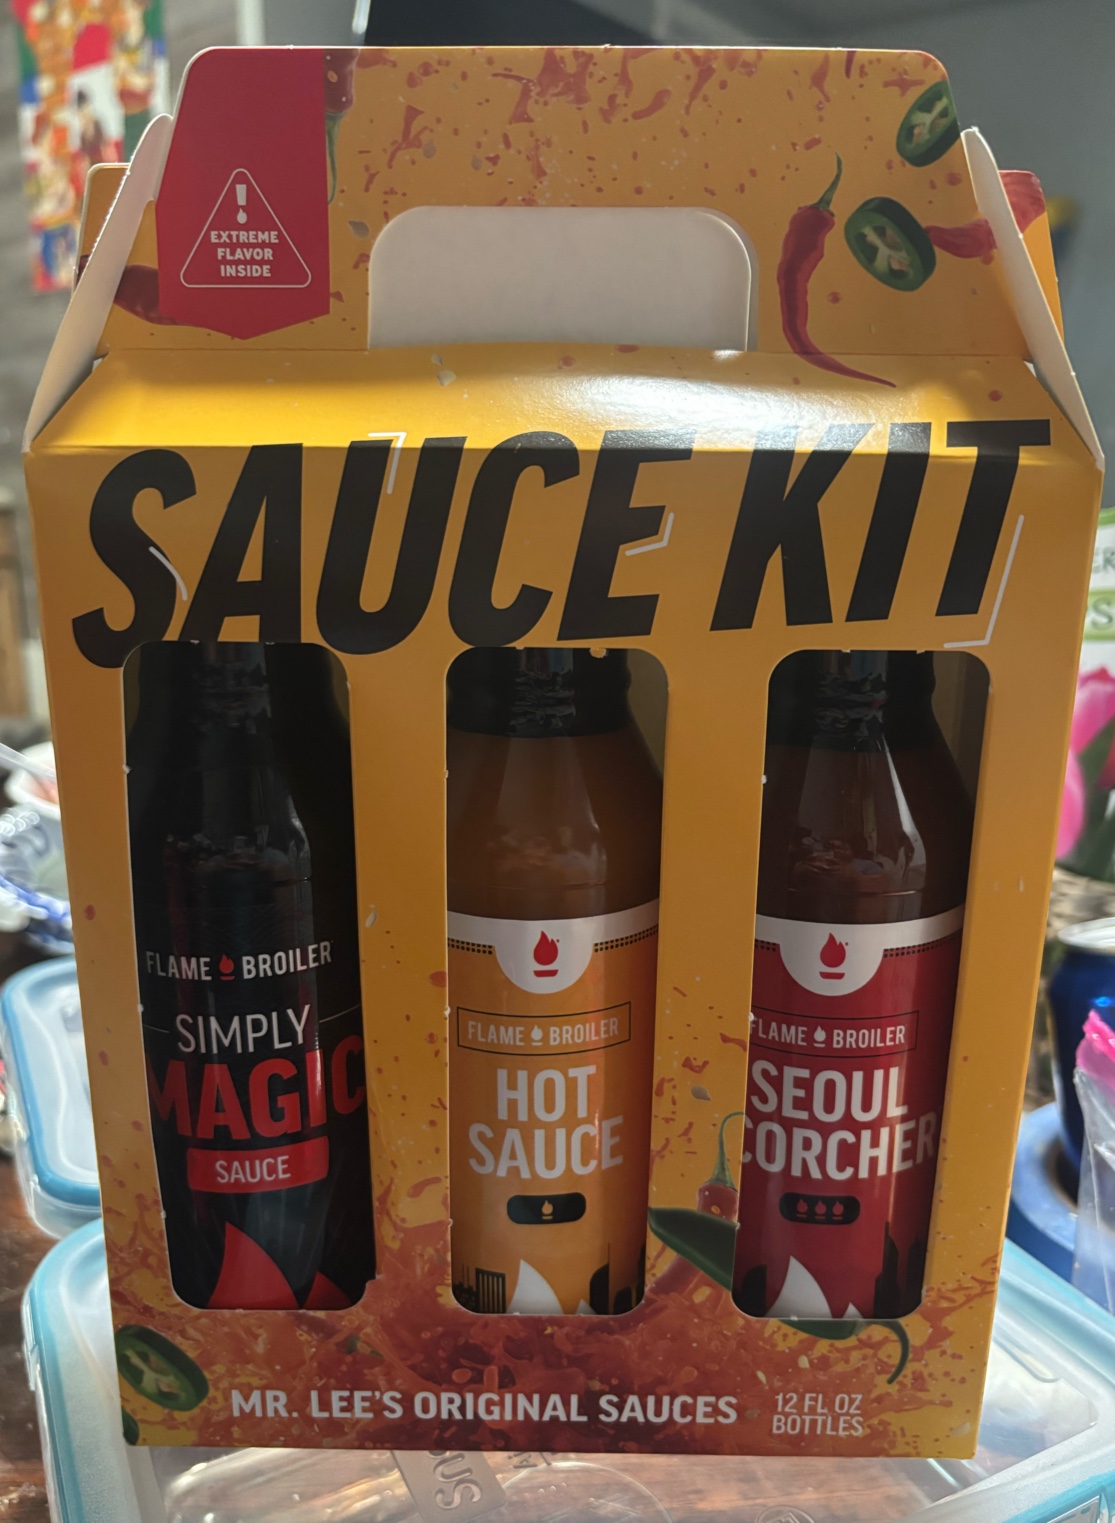 EXTREME
FLAVOR
INSIDE
SAUCE KIT
FLAME BROILER
SIMPLY
MAGIC
SAUCE
FLAME BROILER
HOT
SAUCE
FLAME BROILER
SEOUL
CORCHER
MR. LEE'S ORIGINAL SAUCES
12 FL OZ
BOTTLES